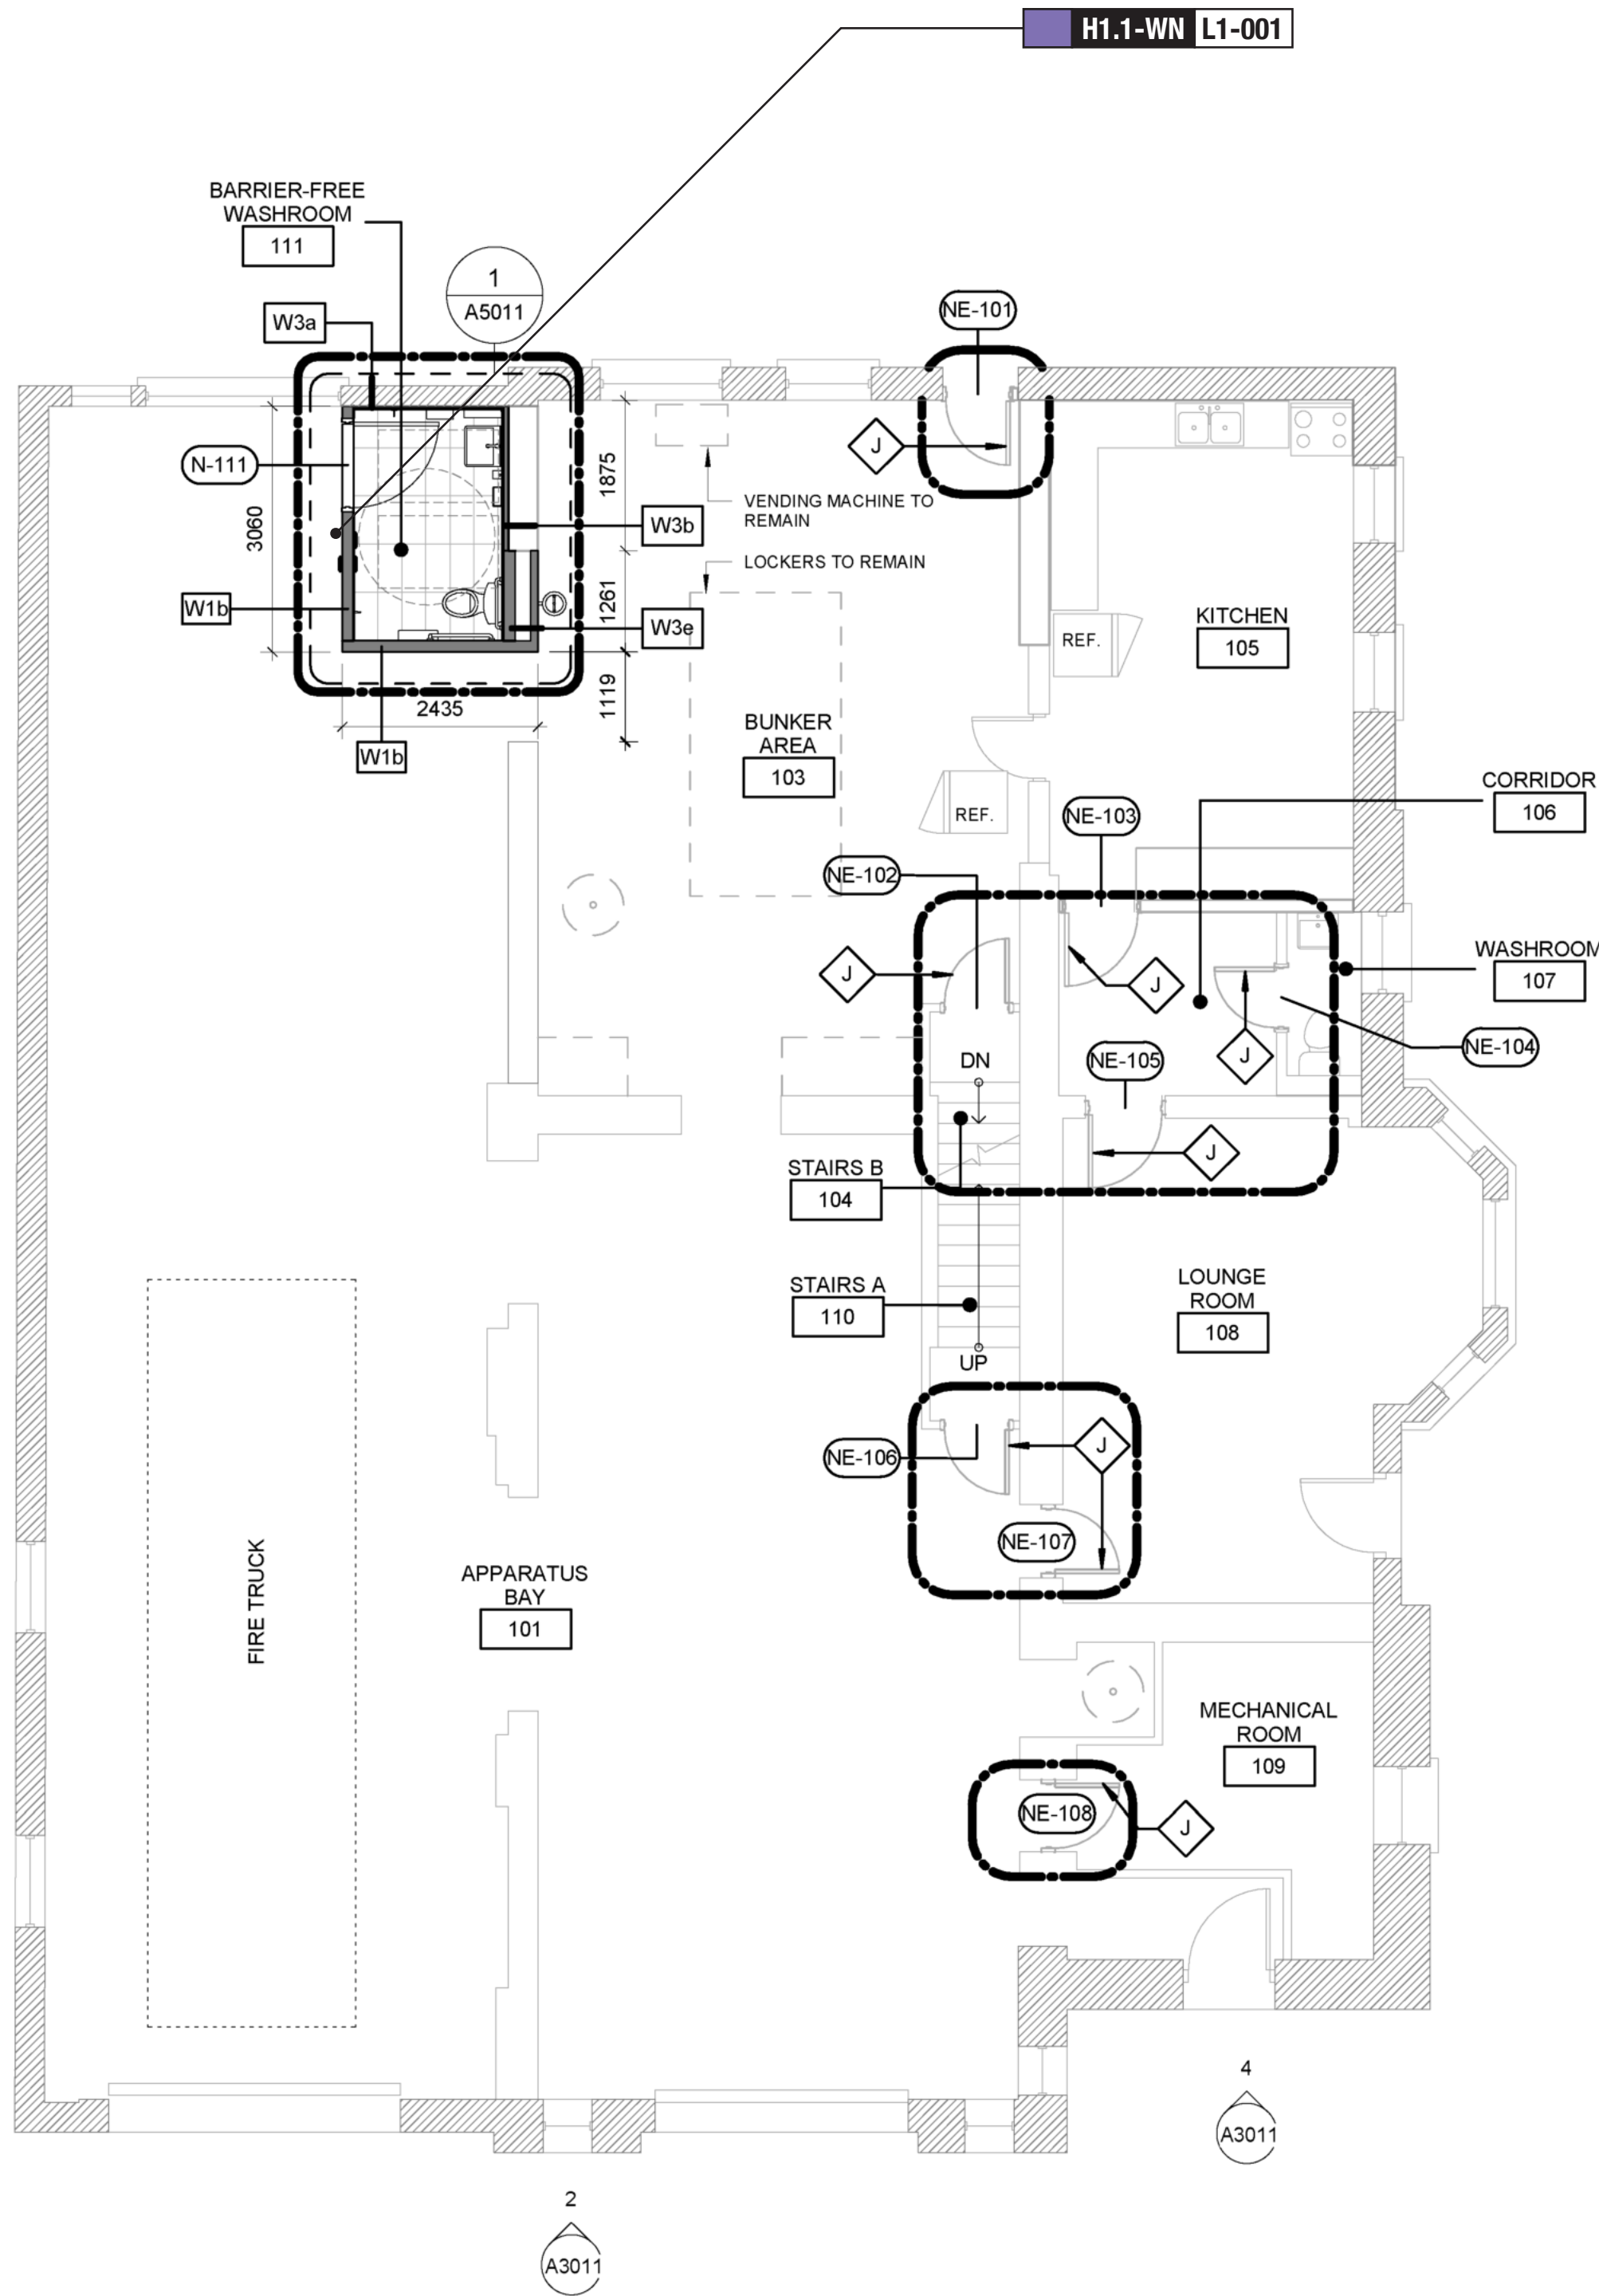 H1.1-WN L1-001
BARRIER-FREE
WASHROOM
111
1
A5011
W3a
NE-101
N-111
J
3060
1875
VENDING MACHINE TO
REMAIN
W3b
LOCKERS TO REMAIN
W1b
1261
W3e
KITCHEN
105
REF.
1119
2435
W1b
BUNKER
AREA
103
REF.
CORRIDOR
106
NE-103
NE-102
WASHROOM
107
J
J
NE-104
J
NE-105
DN
J
STAIRS B
104
STAIRS A
110
LOUNGE
ROOM
108
UP
J
NE-106
NE-107
FIRE TRUCK
APPARATUS
BAY
101
MECHANICAL
ROOM
109
NE-108
J
4
A3011
2
A3011